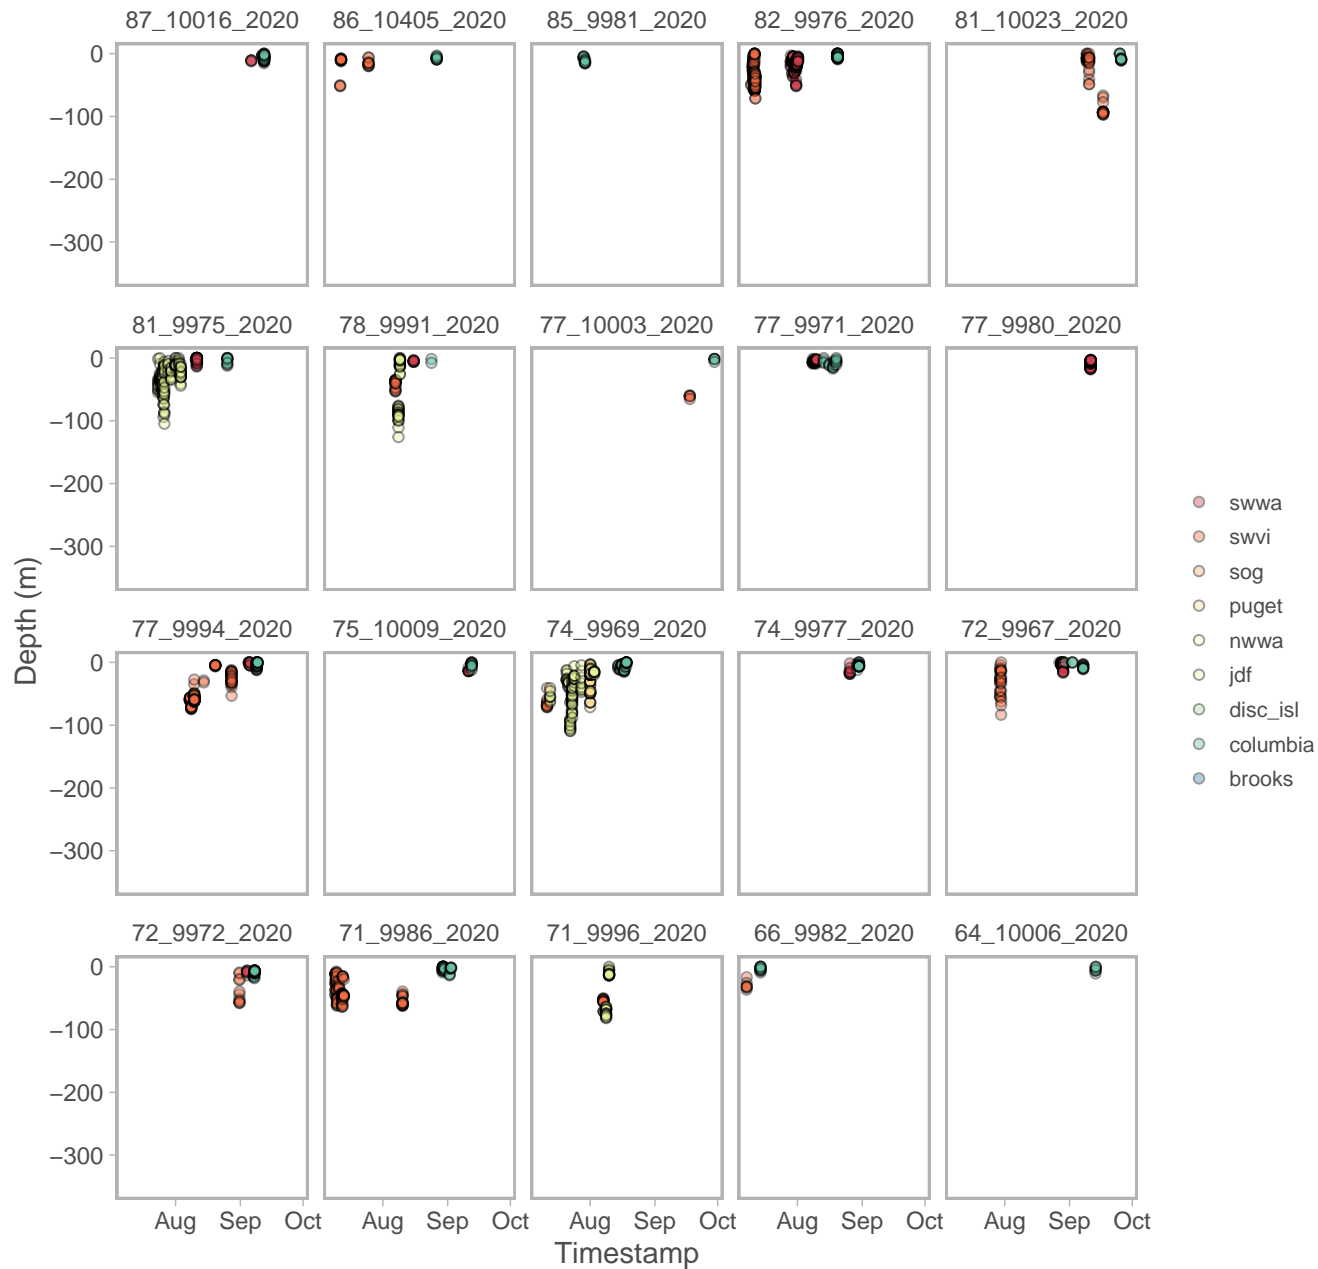 87_10016_2020 86_10405_2020 85_9981_2020 82_9976_2020 81_10023_2020
0
−100
−200
−300
81_9975_2020 78_9991_2020 77_10003_2020 77_9971_2020 77_9980_2020
0
−100
−200
−300
77_9994_2020 75_10009_2020 74_9969_2020 74_9977_2020 72_9967_2020
0
−100
−200
−300
72_9972_2020 71_9986_2020 71_9996_2020 66_9982_2020 64_10006_2020
0
−100
−200
−300
Aug Sep Oct Aug Sep Oct Aug Sep Oct Aug Sep Oct Aug Sep Oct
Timestamp
Depth (m)
swwa
swvi
sog
puget
nwwa
jdf
disc_isl
columbia
brooks